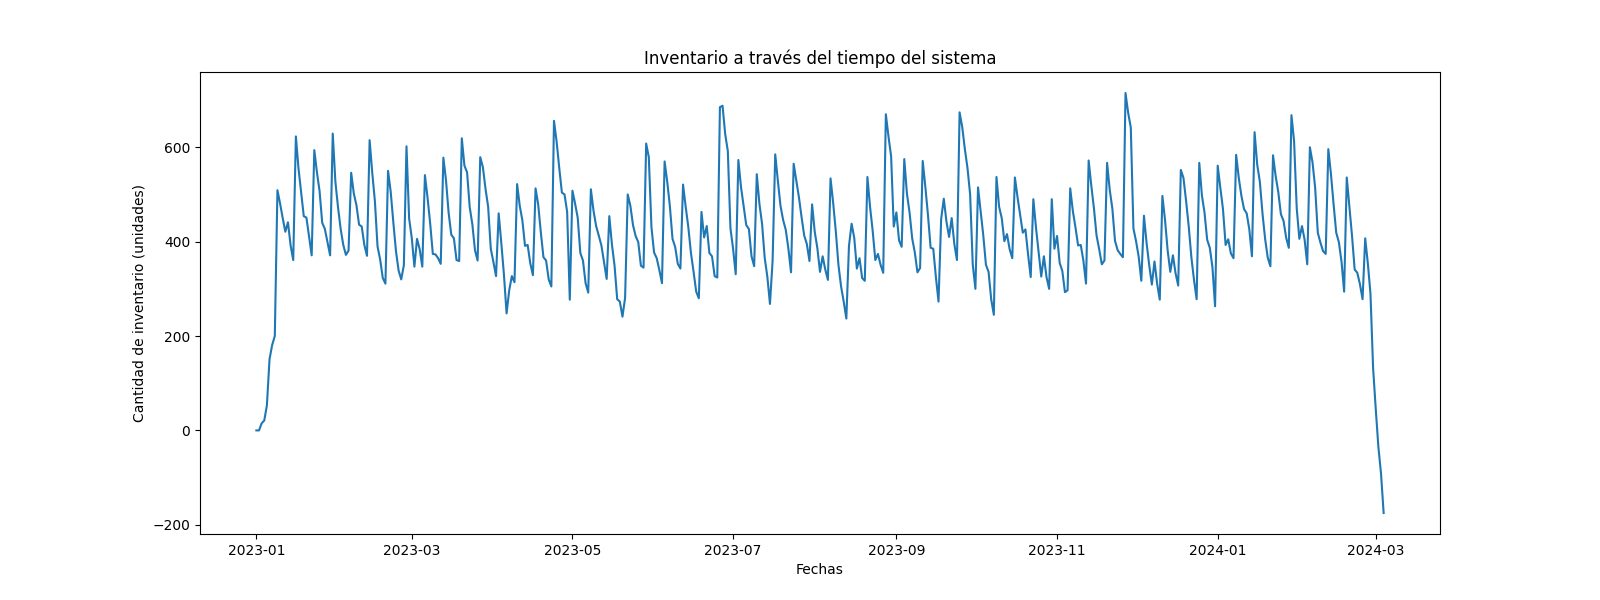 Inventario a través del tiempo del sistema
Cantidad de inventario (unidades)
600
400
200
0
−200
2023-01 2023-03 2023-05 2023-07 2023-09 2023-11 2024-01 2024-03
Fechas